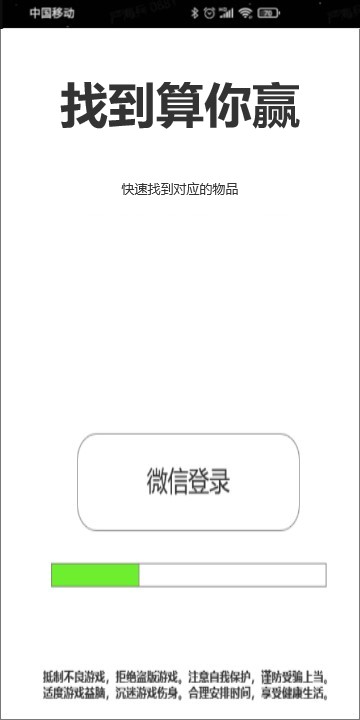 中国移动
70
找到算你赢
快速找到对应的物品
微信登录
抵制不良游戏，拒绝盗版游戏。注意自我保护，谨防受骗上当。
适度游戏益脑，沉迷游戏伤身。合理安排时间，享受健康生活。